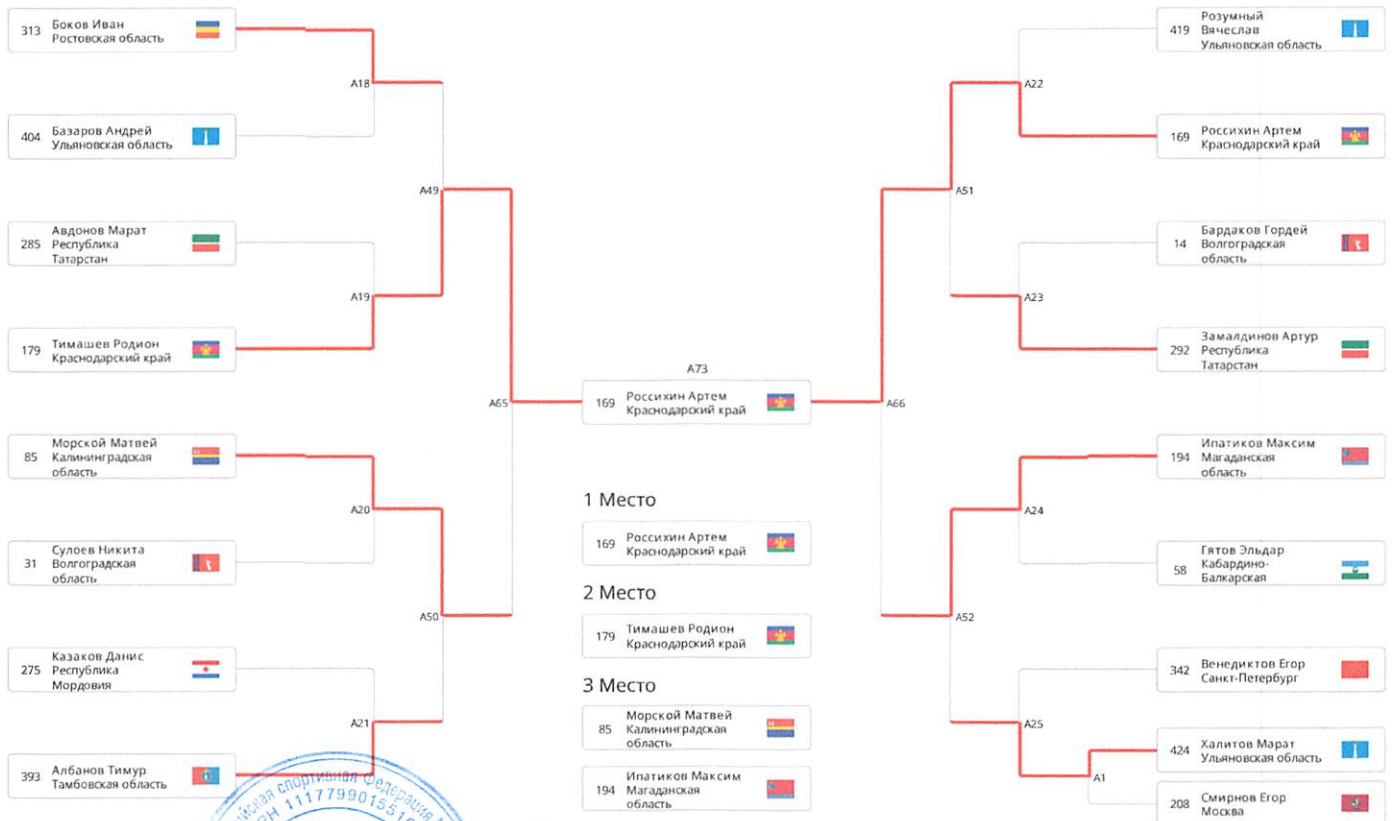 313 Боков Иван
Ростовская область
A18
404 Базаров Андрей
Ульяновская область
A49
285 Авдонов Марат
Республика
Татарстан
A19
179 Тимашев Родион
Краснодарский край
A65
85 Морской Матвей
Калининградская
область
A20
31 Сулоев Никита
Волгоградская
область
A50
275 Казаков Данис
Республика
Мордовия
A21
393 Албанов Тимур
Тамбовская область
A73
169 Россихин Артем
Краснодарский край
1 Место
169 Россихин Артем
Краснодарский край
2 Место
179 Тимашев Родион
Краснодарский край
3 Место
85 Морской Матвей
Калининградская
область
194 Ипатиков Максим
Магаданская
область
419 Розумный
Вячеслав
Ульяновская область
A22
169 Россихин Артем
Краснодарский край
A51
14 Бардаков Гордей
Волгоградская
область
A23
292 Замалдинов Артур
Республика
Татарстан
A66
194 Ипатиков Максим
Магаданская
область
A24
58 Гятов Эльдар
Кабардино-
Балкарская
A52
342 Венедиктов Егор
Санкт-Петербург
A25
424 Халитов Марат
Ульяновская область
A1
208 Смирнов Егор
Москва
спортивная